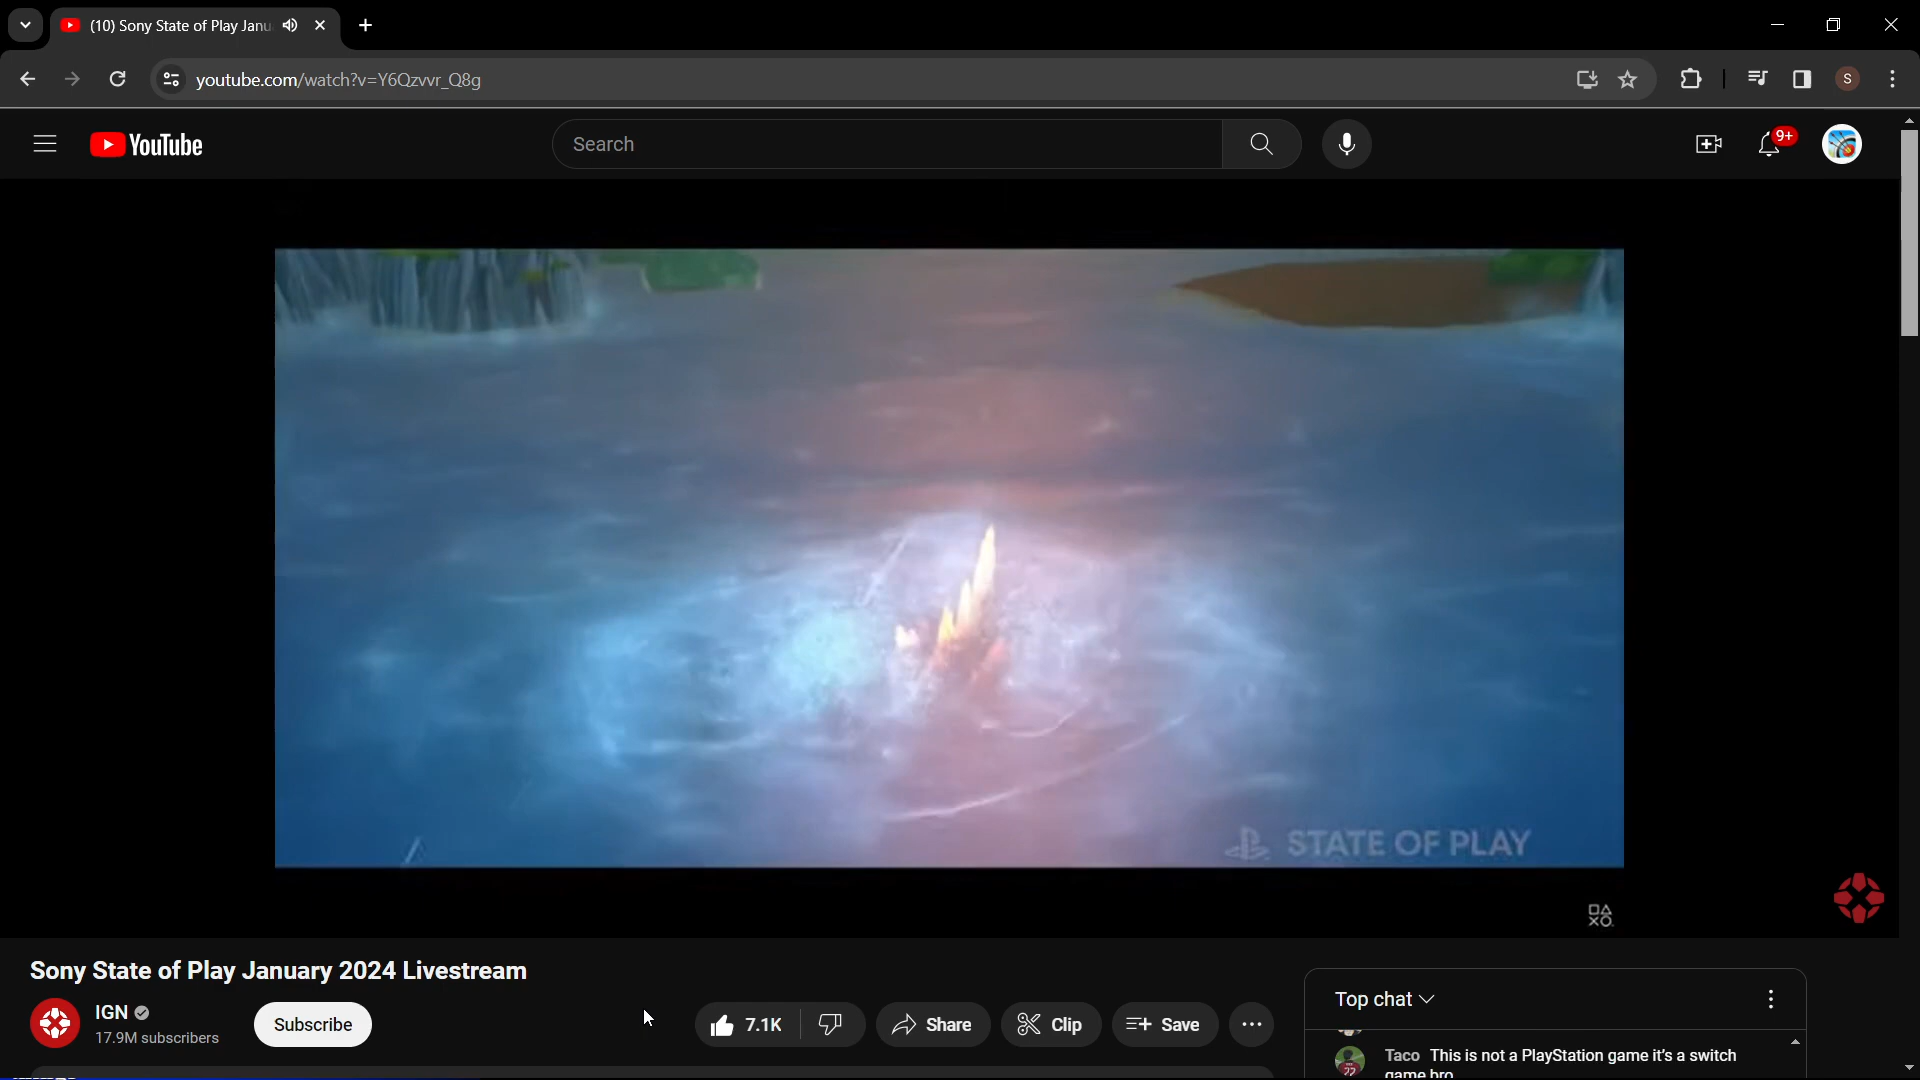 (10) Sony State of Play Janu
youtube.com/watch?v=Y6Qzvvr_Q8g
S
YouTube
Search
9+
STATE OF PLAY
Sony State of Play January 2024 Livestream
IGN
17.9M subscribers
Subscribe
7.1K
Share
Clip
Save
Top chat
Taco This is not a PlayStation game it's a switch
game bro